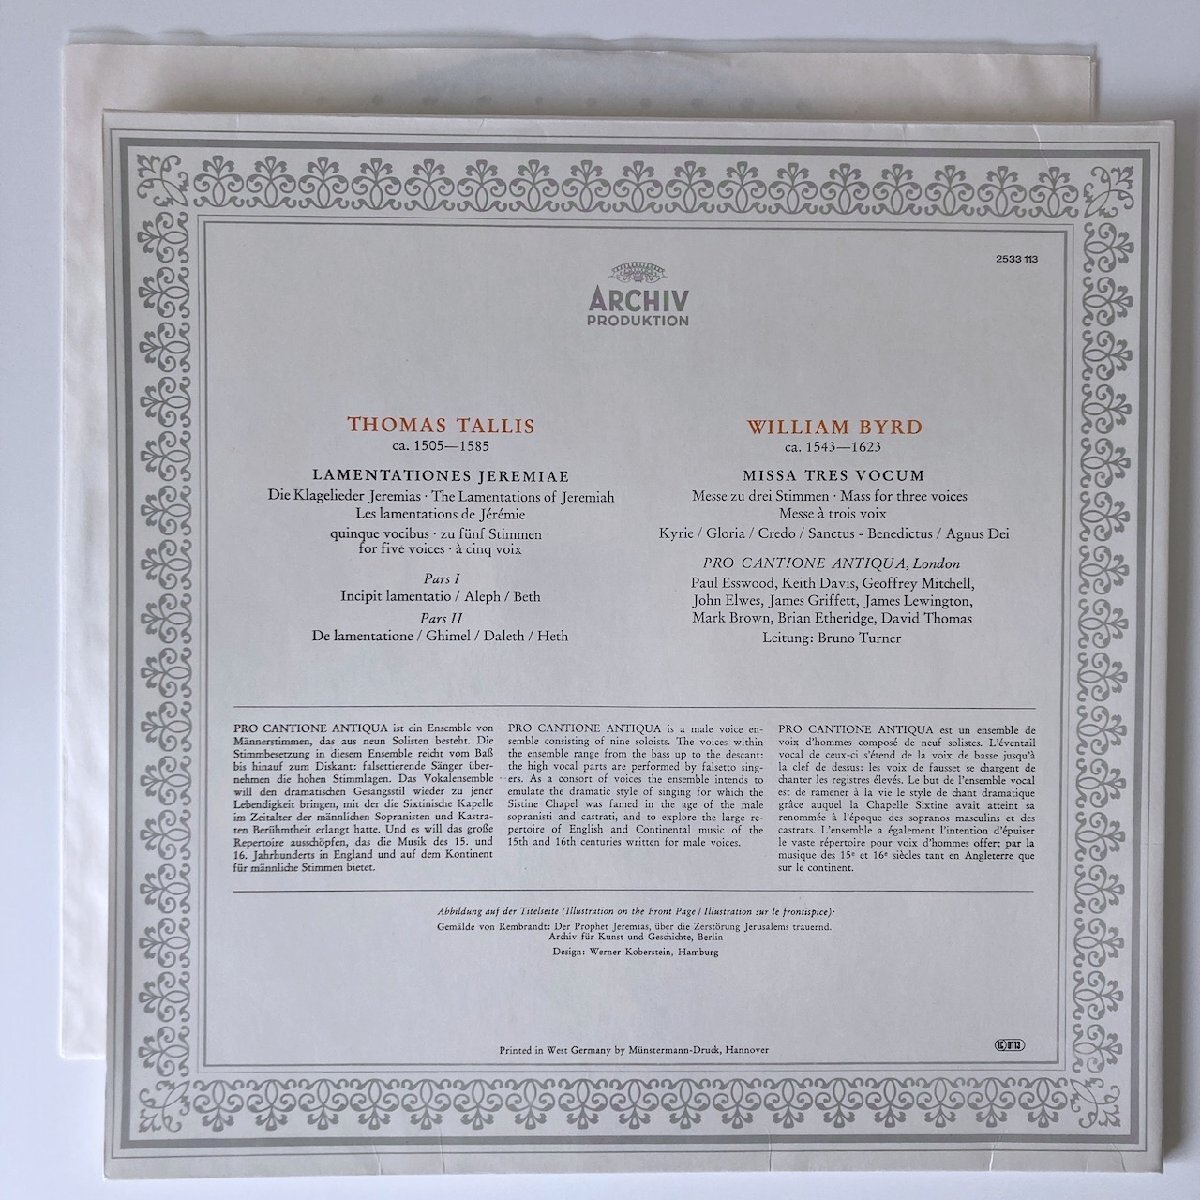 2533 113
ARCHIV
PRODUKTION
THOMAS TALLIS
ca. 1505—1585
LAMENTATIONES JEREMIAE
Die Klagelieder Jeremias · The Lamentations of Jeremiah
Les lamentations de Jérémie
quinque vocibus · zu fünf Stimmen
for five voices · à cinq voix
Pars I
Incipit lamentatio / Aleph / Beth
Pars II
De lamentatione / Ghimel / Daleth / Heth
WILLIAM BYRD
ca. 1543—1623
MISSA TRES VOCUM
Messe zu drei Stimmen · Mass for three voices
Messe à trois voix
Kyrie / Gloria / Credo / Sanctus - Benedictus / Agnus Dei
PRO CANTIONE ANTIQUA, London
Paul Esswood, Keith Davis, Geoffrey Mitchell,
John Elwes, James Griffett, James Lewington,
Mark Brown, Brian Etheridge, David Thomas
Leitung: Bruno Turner
PRO CANTIONE ANTIQUA ist ein Ensemble von
Männerstimmen, das aus neun Solisten besteht. Die
Stimmbesetzung in diesem Ensemble reicht vom Baß
bis hinauf zum Diskant; falsettierende Sänger über-
nehmen die hohen Stimmlagen. Das Vokalensemble
will den dramatischen Gesangsstil wieder zu jener
Lebendigkeit bringen, mit der die Sixtinische Kapelle
im Zeitalter der männlichen Sopranisten und Kastra-
ten Berühmtheit erlangt hatte. Und es will das große
Repertoire ausschöpfen, das die Musik des 15. und
16. Jahrhunderts in England und auf dem Kontinent
für männliche Stimmen bietet.
PRO CANTIONE ANTIQUA is a male voice en-
semble consisting of nine soloists. The voices within
the ensemble range from the bass up to the descant:
the high vocal parts are performed by falsetto sing-
ers. As a consort of voices the ensemble intends to
emulate the dramatic style of singing for which the
Sistine Chapel was famed in the age of the male
sopranisti and castrati, and to explore the large re-
pertoire of English and Continental music of the
15th and 16th centuries written for male voices.
PRO CANTIONE ANTIQUA est un ensemble de
voix d'hommes composé de neuf solistes. L'éventail
vocal de ceux-ci s'étend de la voix de basse jusqu'à
la clef de dessus: les voix de fausset se chargent de
chanter les registres élevés. Le but de l'ensemble vocal
est de ramener à la vie le style de chant dramatique
grâce auquel la Chapelle Sixtine avait atteint sa
renommée à l'époque des sopranos masculins et des
castrats. L'ensemble a également l'intention d'épuiser
le vaste répertoire pour voix d'hommes offert par la
musique des 15e et 16e siècles tant en Angleterre que
sur le continent.
Abbildung auf der Titelseite (Illustration on the Front Page / Illustration sur le frontispice):
Gemälde von Rembrandt: Der Prophet Jeremias, über die Zerstörung Jerusalems trauernd.
Archiv für Kunst und Geschichte, Berlin
Design: Werner Koberstein, Hamburg
Printed in West Germany by Münstermann-Druck, Hannover